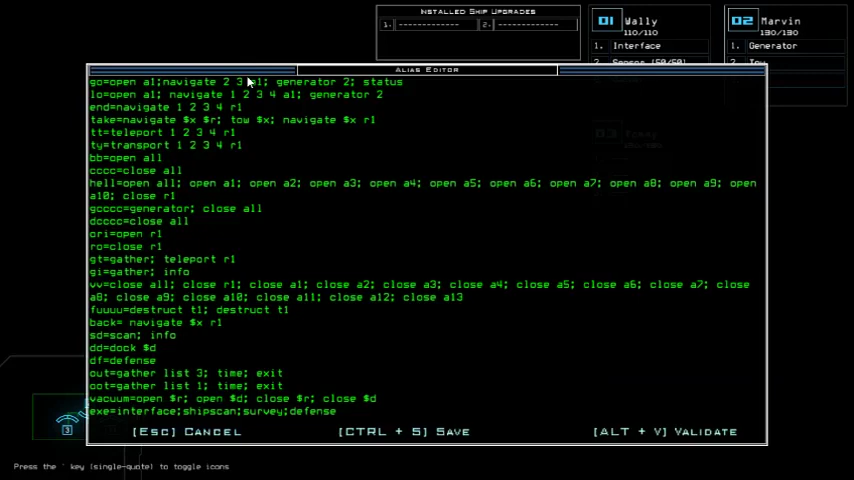 Installed Ship Upgrades
1. ------------- 2. -------------
01 Wally
110/110
1. Interface
2. Sensor (50/50)
02 Marvin
130/130
1. Generator
2. Tow
Alias Editor
go=open a1;navigate 2 3 a1; generator 2; status
lo=open a1; navigate 1 2 3 4 a1; generator 2
end=navigate 1 2 3 4 r1
take=navigate $x $r; tow $x; navigate $x r1
tt=teleport 1 2 3 4 r1
ty=transport 1 2 3 4 r1
bb=open all
cccc=close all
hell=open all; open a1; open a2; open a3; open a4; open a5; open a6; open a7; open a8; open a9; open
a10; close r1
gcccc=generator; close all
dcccc=close all
ori=open r1
ro=close r1
gt=gather; teleport r1
gi=gather; info
vv=close all; close r1; close a1; close a2; close a3; close a4; close a5; close a6; close a7; close
a8; close a9; close a10; close a11; close a12; close a13
fuuuu=destruct t1; destruct t1
back= navigate $x r1
sd=scan; info
dd=dock $d
df=defense
out=gather list 3; time; exit
oot=gather list 1; time; exit
vacuum=open $r; open $d; close $r; close $d
exe=interface;shipscan;survey;defense
[Esc] Cancel [CTRL + S] Save [ALT + V] Validate
3
Press the ` key (single-quote) to toggle icons